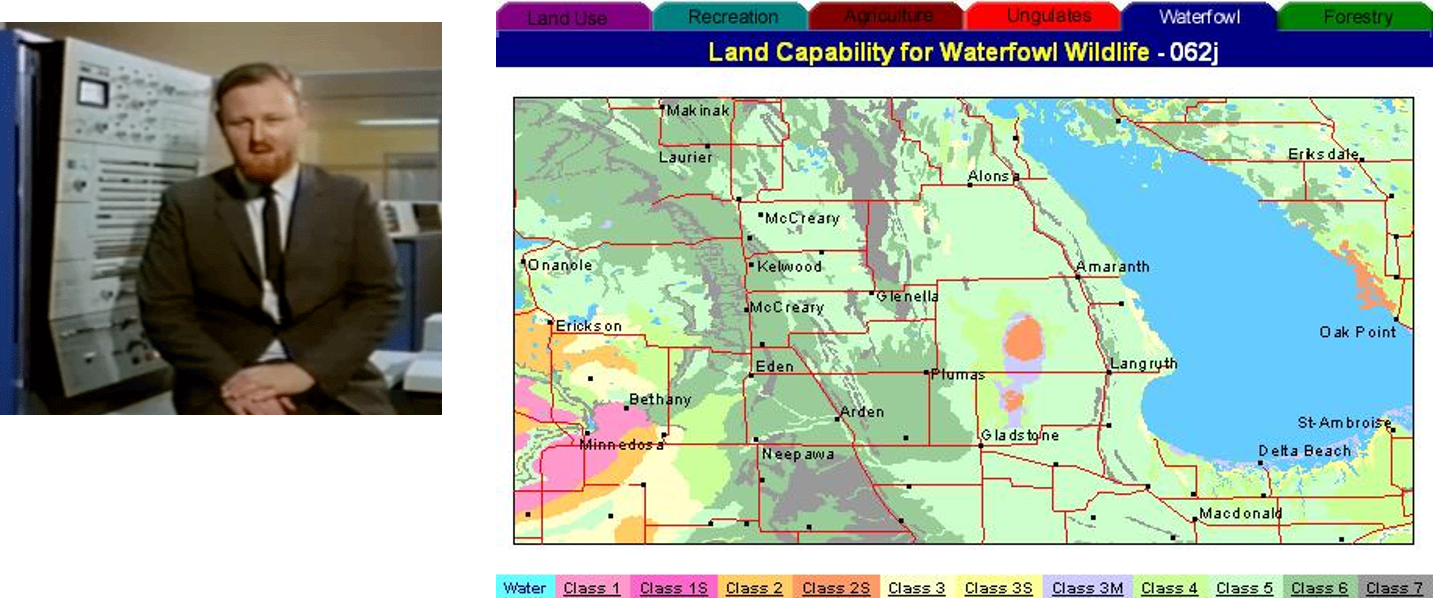 Land Use Recreation Agriculture Ungulates Waterfowl Forestry
Land Capability for Waterfowl Wildlife - 062j
Makinak
Laurier
Eriksdale
Alonsa
McCreary
Onanole
Kelwood
Amaranth
Glenella
McCreary
Erickson
Oak Point
Eden
Plumas
Langruth
Bethany
Arden
Minnedosa
Gladstone
St-Ambroise
Neepawa
Delta Beach
Macdonald
Water Class 1 Class 1S Class 2 Class 2S Class 3 Class 3S Class 3M Class 4 Class 5 Class 6 Class 7